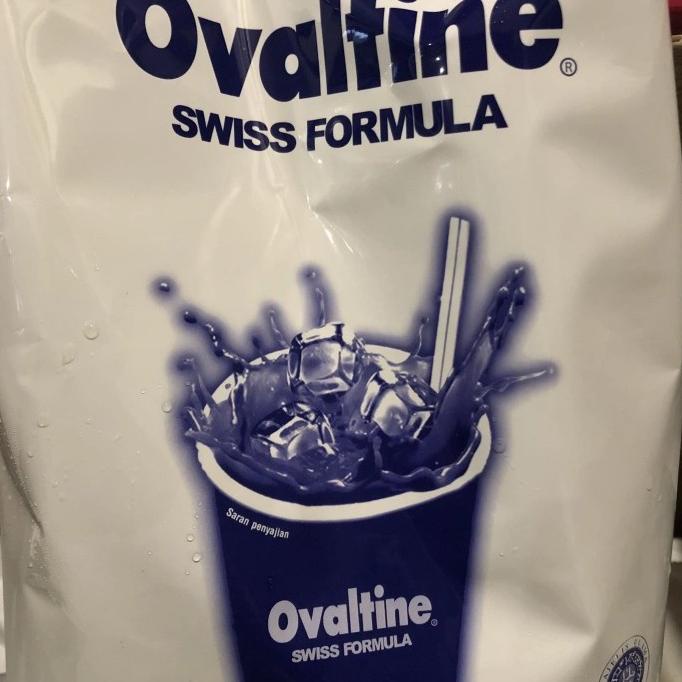 Ovaltine®
SWISS FORMULA
Saran penyajian
Ovaltine®
SWISS FORMULA